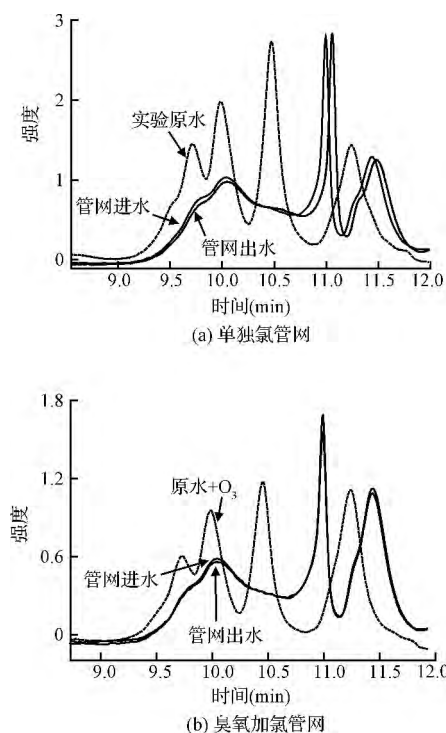 3
2
1
0
强度
实验原水
管网进水
管网出水
9.0 9.5 10.0 10.5 11.0 11.5 12.0
时间(min)
(a) 单独氯管网
1.8
1.2
0.6
0
强度
原水+O₃
管网进水
管网出水
9.0 9.5 10.0 10.5 11.0 11.5 12.0
时间(min)
(b) 臭氧加氯管网